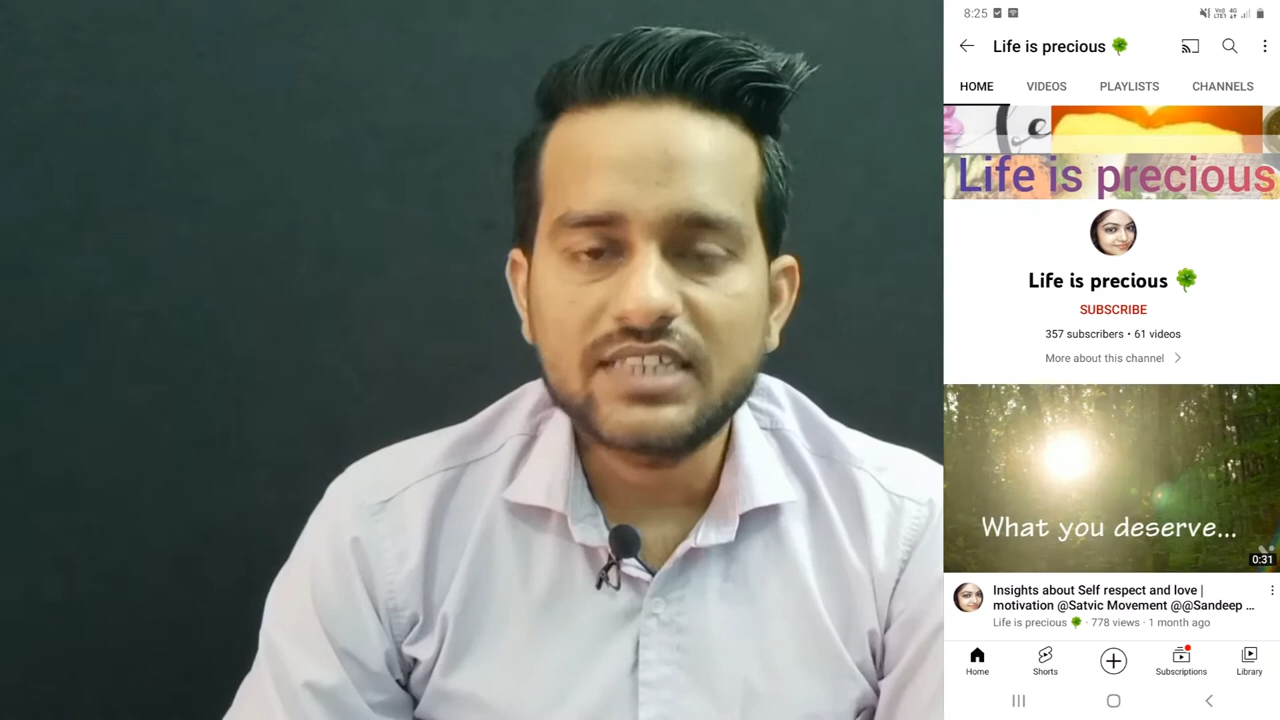 8:25
Life is precious 🍀
HOME VIDEOS PLAYLISTS CHANNELS
Life is precious
Life is precious 🍀
SUBSCRIBE
357 subscribers • 61 videos
More about this channel
What you deserve...
0:31
Insights about Self respect and love |
motivation @Satvic Movement @@Sandeep ...
Life is precious 🍀 · 778 views · 1 month ago
Home Shorts Subscriptions Library